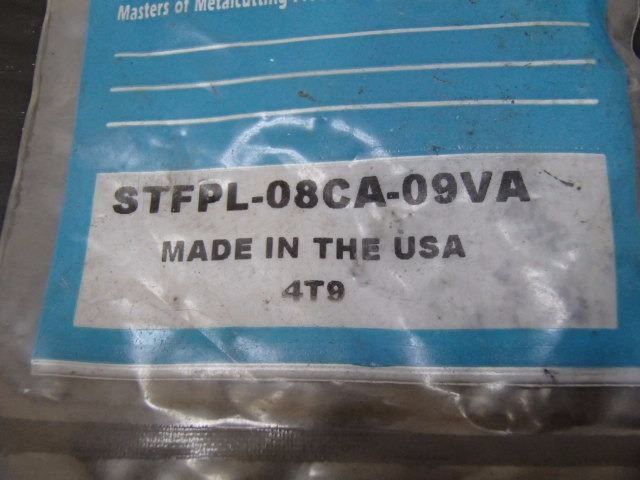 Masters of Metalcutting
STFPL-08CA-09VA
MADE IN THE USA
4T9